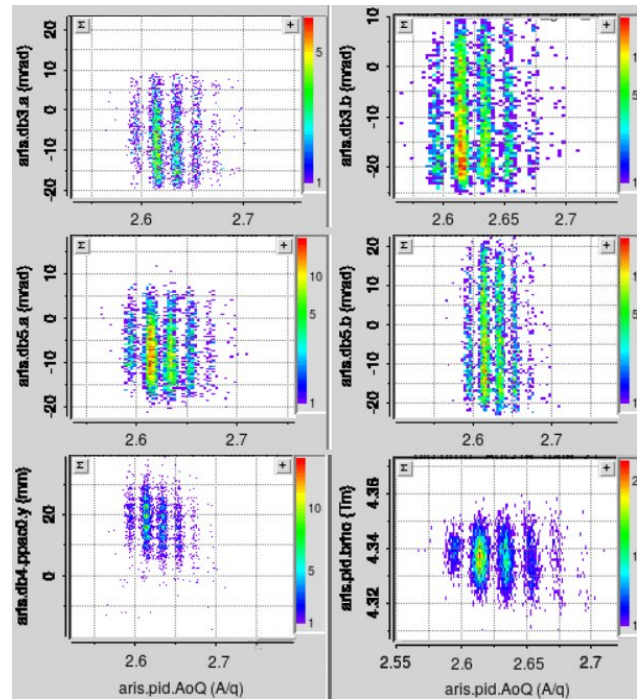 Σ + Σ +
aris.db3.a {mrad} 20 10 0 -10 -20 5 1
aris.db3.b {mrad} 0 -10 -20 1
2.6 2.7
2.6 2.65 2.7
Σ + Σ +
aris.db5.a {mrad} 20 10 0 -10 -20 10 5 1
aris.db5.b {mrad} 20 10 0 -10 -20 10 5 1
2.6 2.7
2.6 2.7
Σ + Σ +
aris.db4.ppac0.y {mm} 20 0 10 5 1
aris.pid.brho {Tm} 4.36 4.34 4.32
2.6 2.7
2.55 2.6 2.65 2.7
aris.pid.AoQ (A/q)
aris.pid.AoQ (A/q)